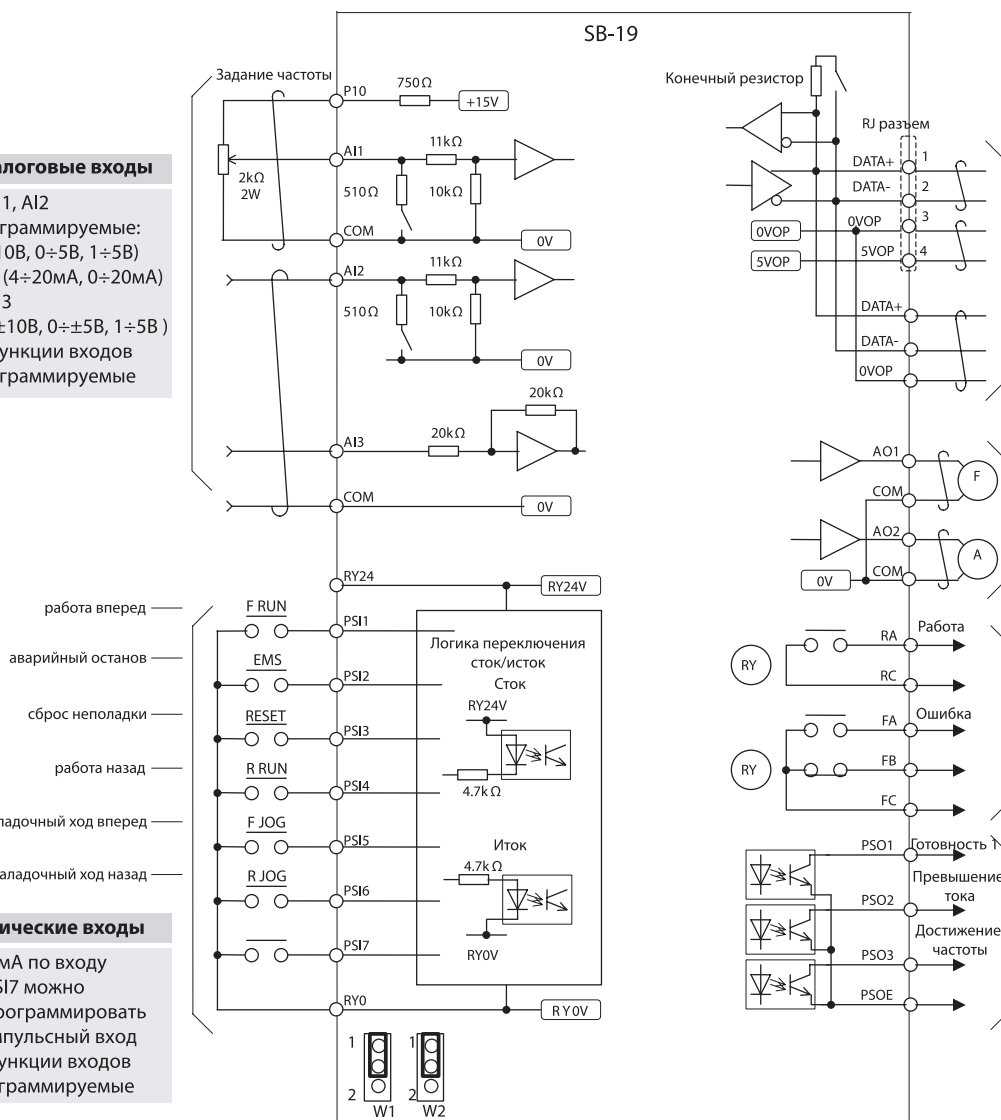 SB-19
Задание частоты
P10
750Ω
+15V
AI1
11kΩ
2kΩ
2W
510Ω
10kΩ
COM
0V
AI2
11kΩ
510Ω
10kΩ
0V
20kΩ
AI3
20kΩ
COM
0V
алоговые входы
1, AI2
граммируемые:
10В, 0÷5В, 1÷5В)
(4÷20мА, 0÷20мА)
3
±10В, 0÷±5В, 1÷5В )
ункции входов
граммируемые
Конечный резистор
RJ разъем
DATA+
1
DATA-
2
0VOP
0VOP
3
5VOP
5VOP
4
DATA+
DATA-
0VOP
AO1
F
COM
AO2
A
0V
COM
RY24
RY24V
работа вперед
F RUN
PSI1
аварийный останов
EMS
PSI2
сброс неполадки
RESET
PSI3
работа назад
R RUN
PSI4
ладочный ход вперед
F JOG
PSI5
аладочный ход назад
R JOG
PSI6
PSI7
RY0
RY0V
Логика переключения
сток/исток
Сток
RY24V
4.7kΩ
Иток
4.7kΩ
RY0V
ические входы
мА по входу
SI7 можно
рограммировать
мпульсный вход
ункции входов
граммируемые
1
2
W1
1
2
W2
RY
RA
Работа
RC
RY
FA
Ошибка
FB
FC
PSO1
Готовность 1
Превышение
тока
PSO2
Достижение
частоты
PSO3
PSOE